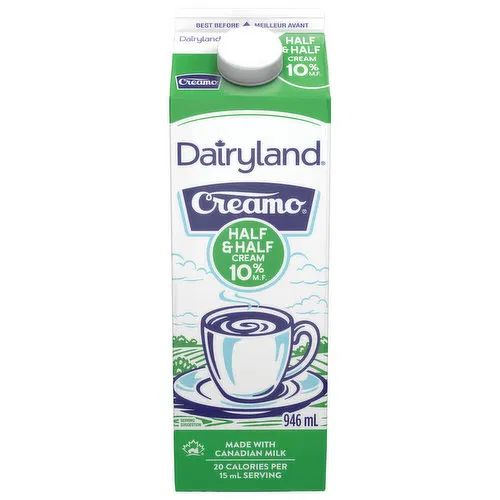 BEST BEFORE ▲ MEILLEUR AVANT
Dairyland
HALF
& HALF
CREAM
10% M.F.
Creamo
Dairyland®
Creamo®
HALF
& HALF
CREAM
10% M.F.
SERVING
SUGGESTION
946 mL
MADE WITH
CANADIAN MILK
20 CALORIES PER
15 mL SERVING